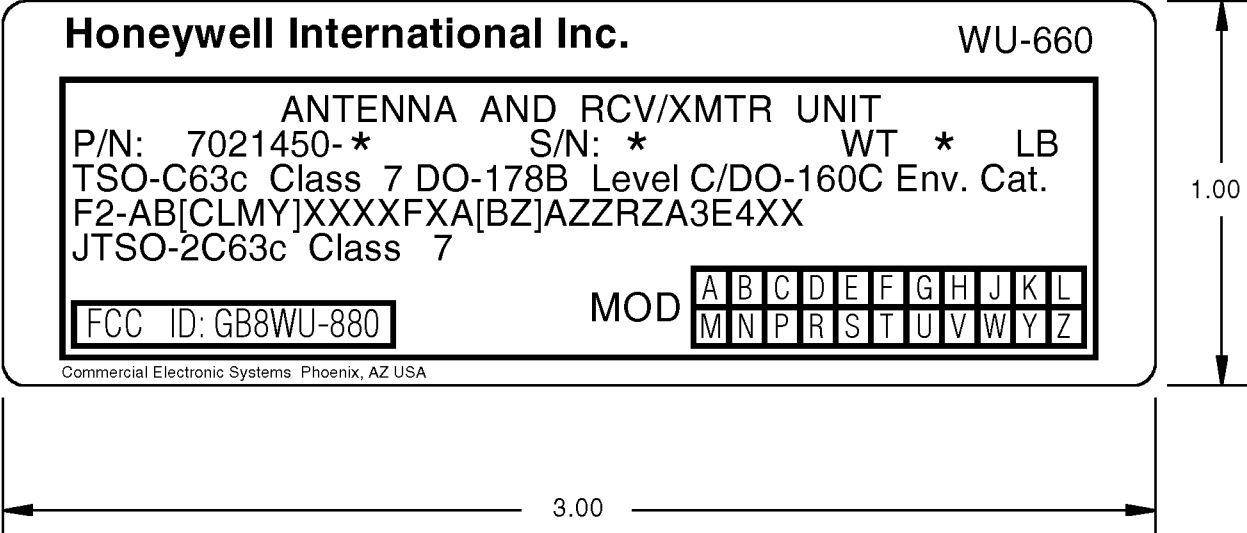 Honeywell International Inc. WU-660
ANTENNA AND RCV/XMTR UNIT
P/N: 7021450-* S/N: * WT * LB
TSO-C63c Class 7 DO-178B Level C/DO-160C Env. Cat.
F2-AB[CLMY]XXXXFXA[BZ]AZZRZA3E4XX
JTSO-2C63c Class 7
MOD
A B C D E F G H J K L
M N P R S T U V W Y Z
FCC ID: GB8WU-880
Commercial Electronic Systems Phoenix, AZ USA
1.00
3.00